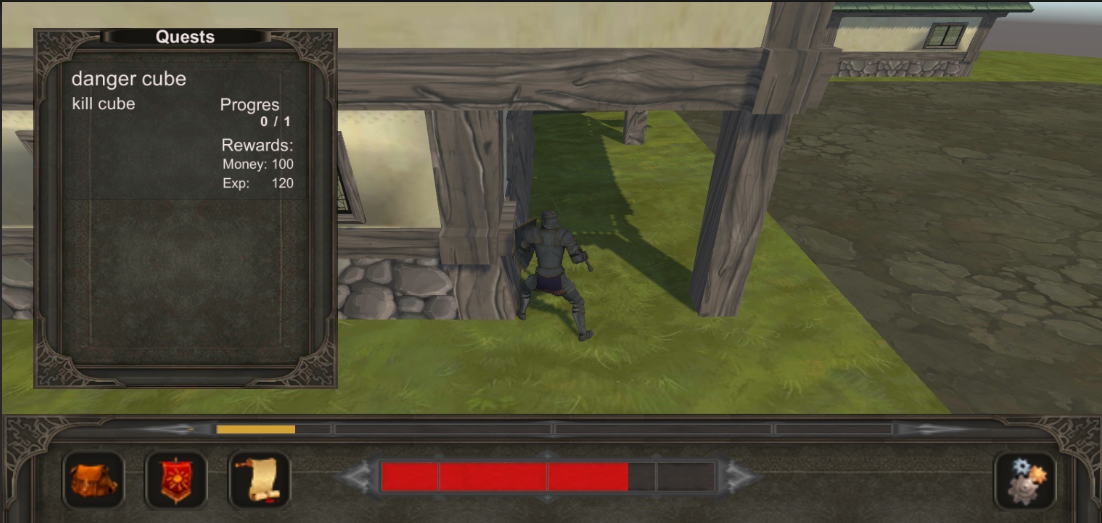 Quests
danger cube
kill cube
Progres
0 / 1
Rewards:
Money: 100
Exp: 120